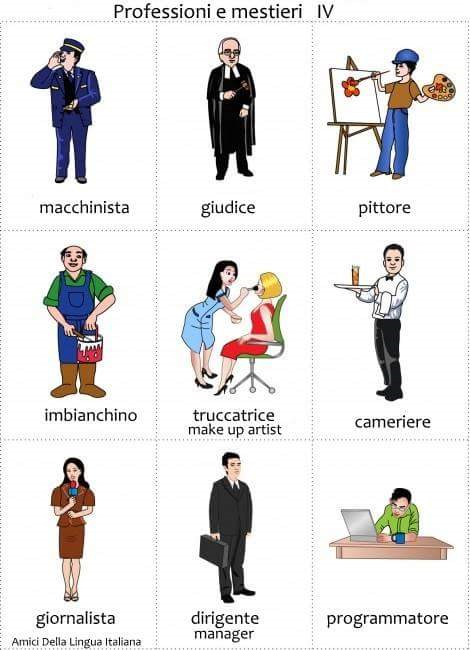 Professioni e mestieri IV
macchinista
giudice
pittore
imbianchino
truccatrice
make up artist
cameriere
giornalista
dirigente
manager
programmatore
Amici Della Lingua Italiana